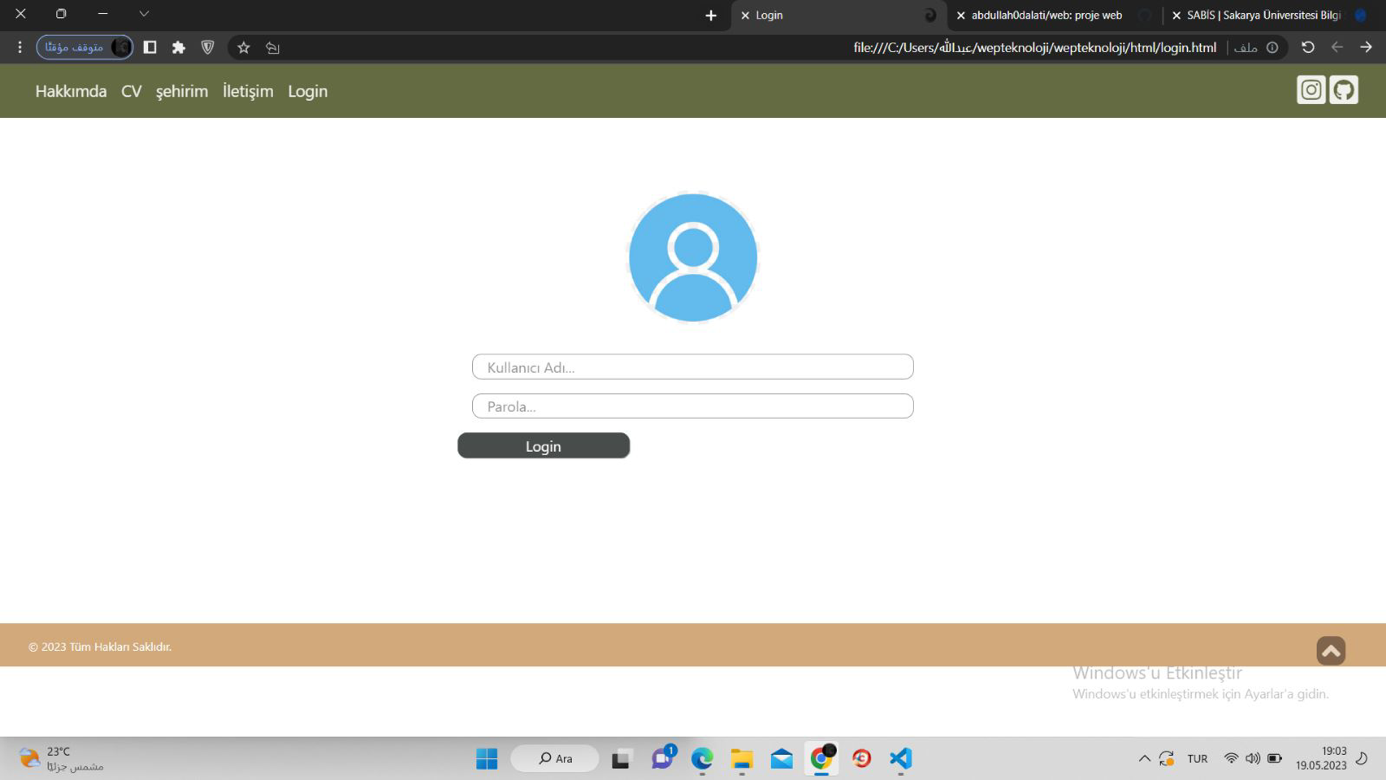 Login
abdullah0dalati/web: proje web
SABİS | Sakarya Üniversitesi Bilgi
متوقف مؤقتًا
file:///C:/Users/عبدالله/wepteknoloji/wepteknoloji/html/login.html
ملف
Hakkımda CV şehirim İletişim Login
Kullanıcı Adı...
Parola...
Login
© 2023 Tüm Hakları Saklıdır.
Windows'u Etkinleştir
Windows'u etkinleştirmek için Ayarlar'a gidin.
23°C
مشمس جزئيًا
Ara
1
TUR
19:03
19.05.2023